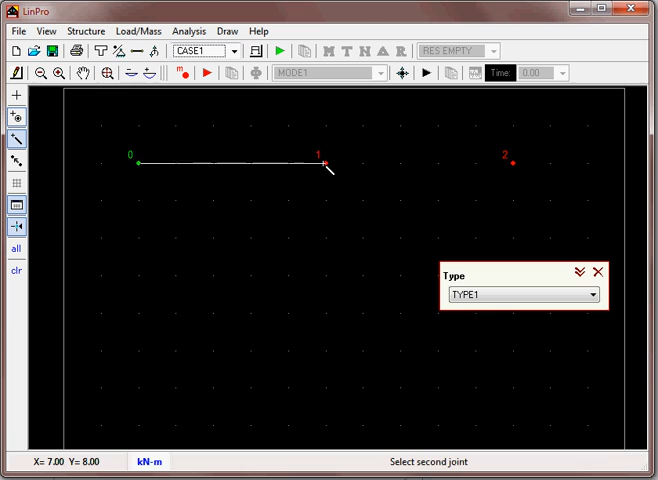 LinPro
File View Structure Load/Mass Analysis Draw Help
CASE1 M T N A R RES EMPTY
m MODE1 Time: 0.00
0 1 2
Type
TYPE1
all
clr
X= 7.00 Y= 8.00 kN-m Select second joint